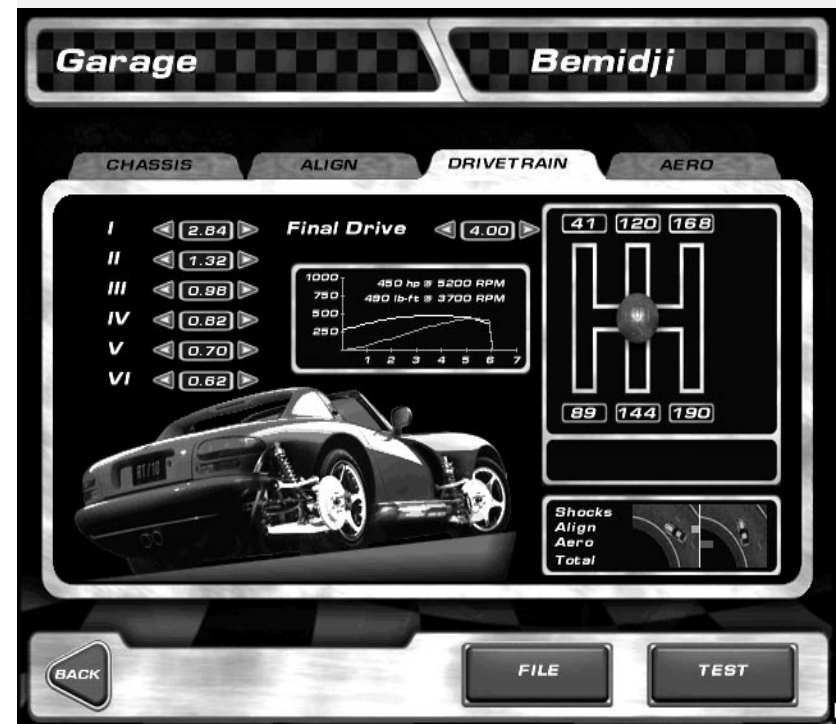 Garage
Bemidji
CHASSIS
ALIGN
DRIVETRAIN
AERO
I 2.84
II 1.32
III 0.98
IV 0.82
V 0.70
VI 0.62
Final Drive 4.00
1000
750
500
250
450 hp @ 5200 RPM
490 lb-ft @ 3700 RPM
1 2 3 4 5 6 7
41 120 168
89 144 190
RT/10
Shocks
Align
Aero
Total
BACK
FILE
TEST